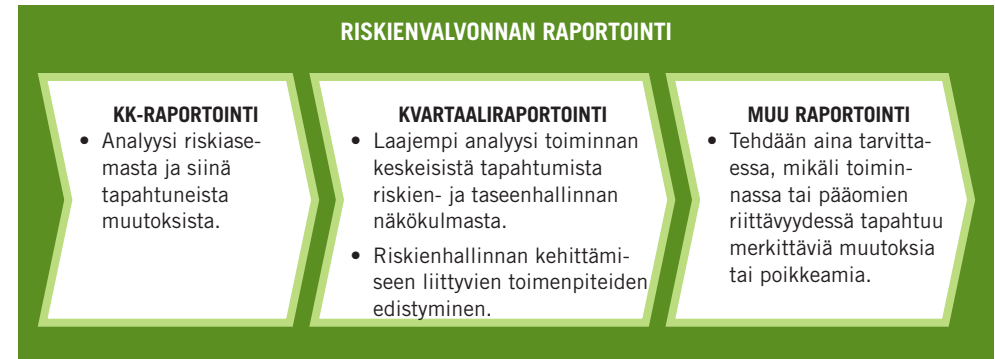 RISKIENVALVONNAN RAPORTOINTI
KK-RAPORTOINTI
• Analyysi riskiase-
masta ja siinä
tapahtuneista
muutoksista.
KVARTAALIRAPORTOINTI
• Laajempi analyysi toiminnan
keskeisistä tapahtumista
riskien- ja taseenhallinnan
näkökulmasta.
• Riskienhallinnan kehittämi-
seen liittyvien toimenpiteiden
edistyminen.
MUU RAPORTOINTI
• Tehdään aina tarvitta-
essa, mikäli toimin-
nassa tai pääomien
riittävyydessä tapahtuu
merkittäviä muutoksia
tai poikkeamia.